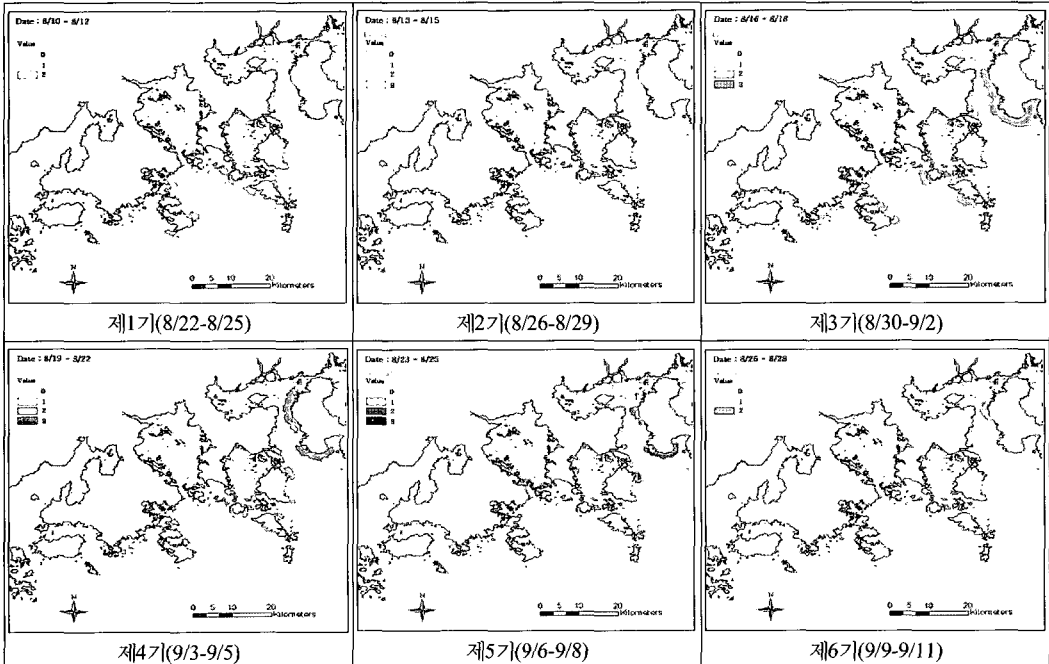 Date : 8/10 - 8/12
Value
0
1
2
N
0 5 10 20
Kilometers
제1기(8/22-8/25)
Date : 8/13 - 8/15
Value
0
1
2
3
N
0 5 10 20
Kilometers
제2기(8/26-8/29)
Date : 8/16 - 8/18
Value
0
1
2
3
N
0 5 10 20
Kilometers
제3기(8/30-9/2)
Date : 8/19 - 8/22
Value
0
1
2
3
N
0 5 10 20
Kilometers
제4기(9/3-9/5)
Date : 8/23 - 8/25
Value
0
1
2
3
N
0 5 10 20
Kilometers
제5기(9/6-9/8)
Date : 8/26 - 8/28
Value
0
1
2
N
0 5 10 20
Kilometers
제6기(9/9-9/11)